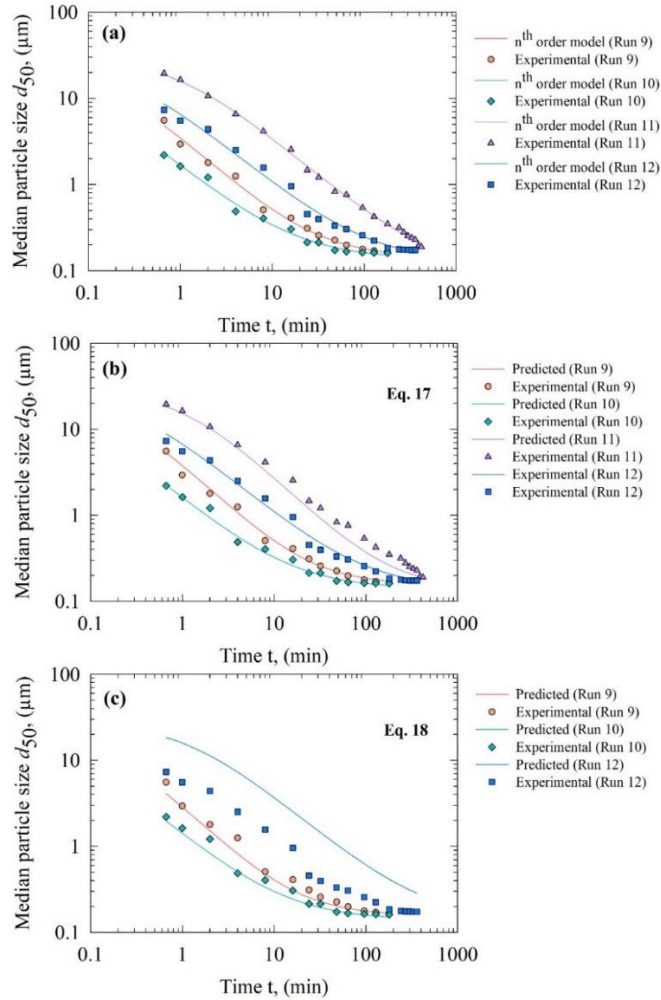 (a)
Median particle size d50, (µm)
100
10
1
0.1
0.1
1
10
100
1000
Time t, (min)
nth order model (Run 9)
Experimental (Run 9)
nth order model (Run 10)
Experimental (Run 10)
nth order model (Run 11)
Experimental (Run 11)
nth order model (Run 12)
Experimental (Run 12)
(b)
Eq. 17
Median particle size d50, (µm)
100
10
1
0.1
0.1
1
10
100
1000
Time t, (min)
Predicted (Run 9)
Experimental (Run 9)
Predicted (Run 10)
Experimental (Run 10)
Predicted (Run 11)
Experimental (Run 11)
Predicted (Run 12)
Experimental (Run 12)
(c)
Eq. 18
Median particle size d50, (µm)
100
10
1
0.1
0.1
1
10
100
1000
Time t, (min)
Predicted (Run 9)
Experimental (Run 9)
Predicted (Run 10)
Experimental (Run 10)
Predicted (Run 12)
Experimental (Run 12)